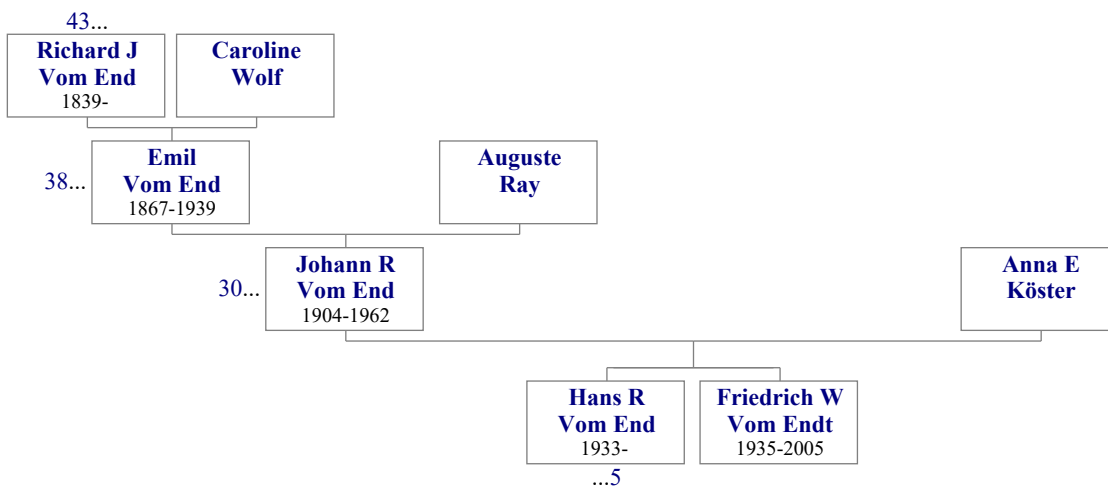 43...
Richard J
Vom End
1839-
Caroline
Wolf
38...
Emil
Vom End
1867-1939
Auguste
Ray
30...
Johann R
Vom End
1904-1962
Anna E
Köster
Hans R
Vom End
1933-
...5
Friedrich W
Vom Endt
1935-2005